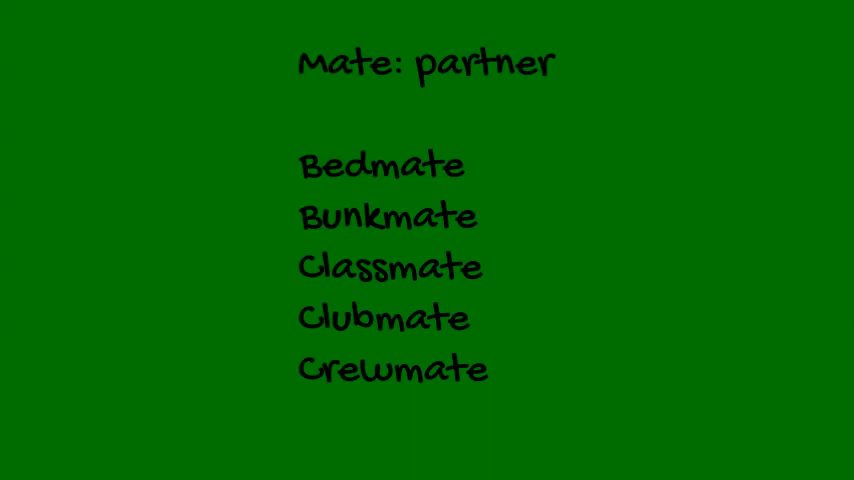 Mate: partner
Bedmate
Bunkmate
Classmate
Clubmate
Crewmate